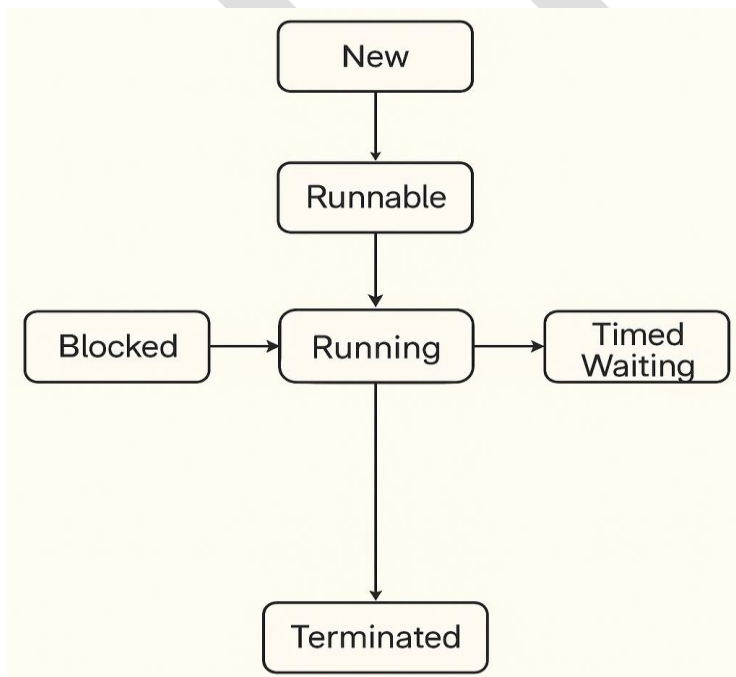 New
Runnable
Blocked
Running
Timed
Waiting
Terminated